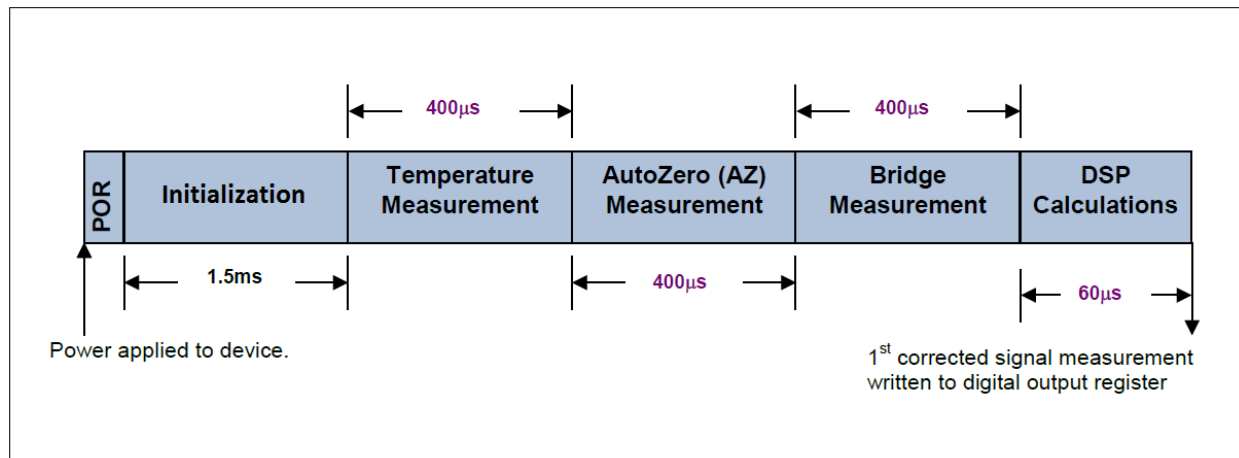 400μs
400μs
POR
Initialization
Temperature
Measurement
AutoZero (AZ)
Measurement
Bridge
Measurement
DSP
Calculations
1.5ms
400μs
60μs
Power applied to device.
1st corrected signal measurement
written to digital output register